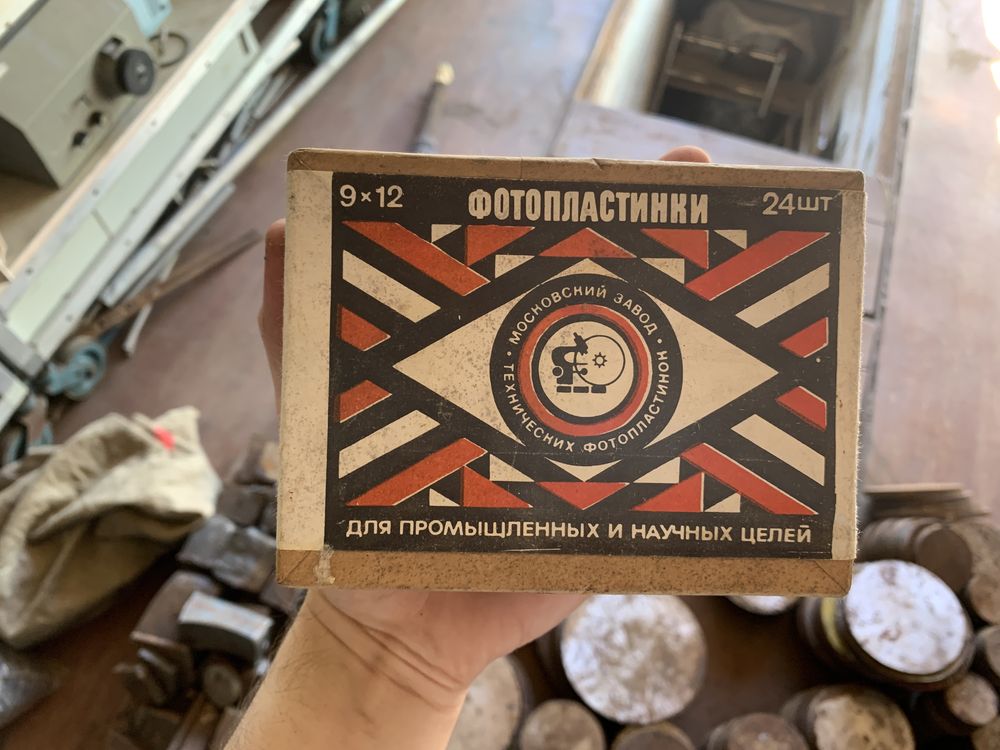 9×12
ФОТОПЛАСТИНКИ
24шт
МОСКОВСКИЙ ЗАВОД
ТЕХНИЧЕСКИХ ФОТОПЛАСТИНОК
ДЛЯ ПРОМЫШЛЕННЫХ И НАУЧНЫХ ЦЕЛЕЙ